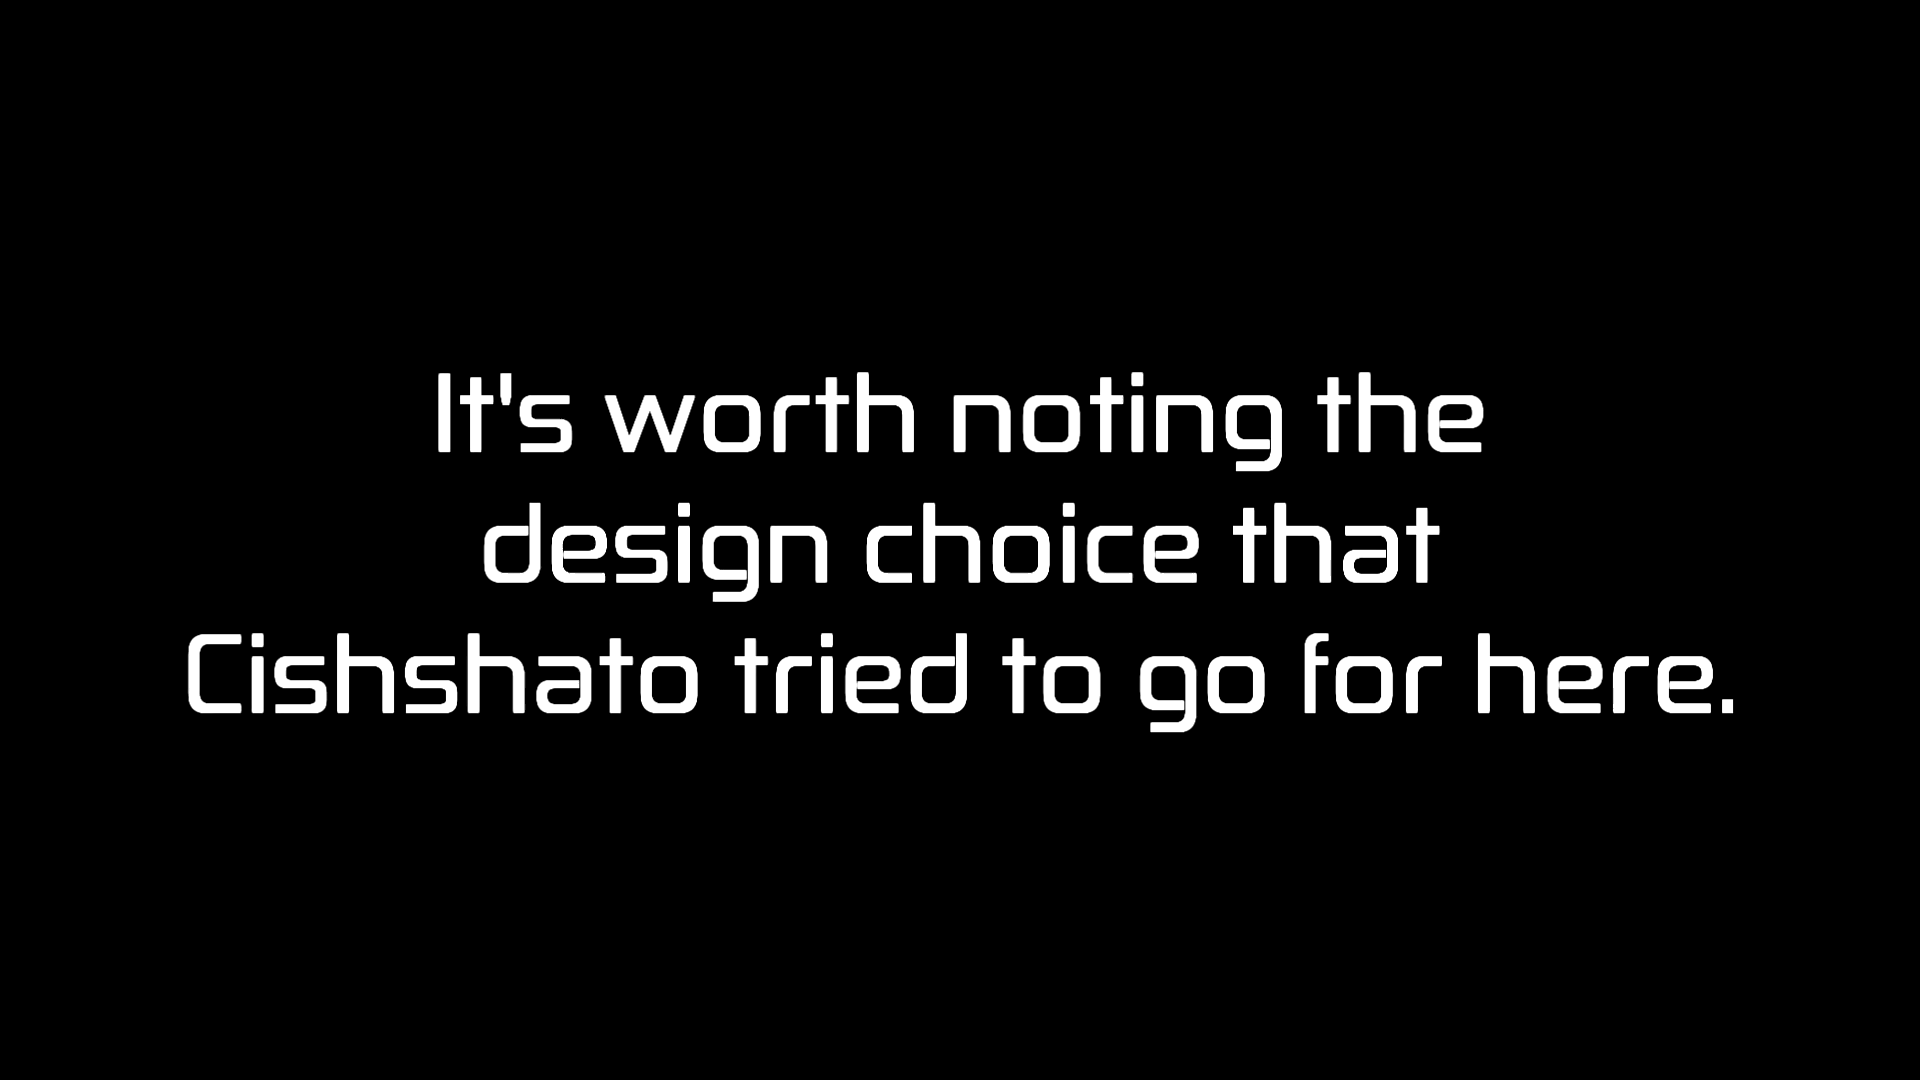 It's worth noting the
design choice that
Cishshato tried to go for here.